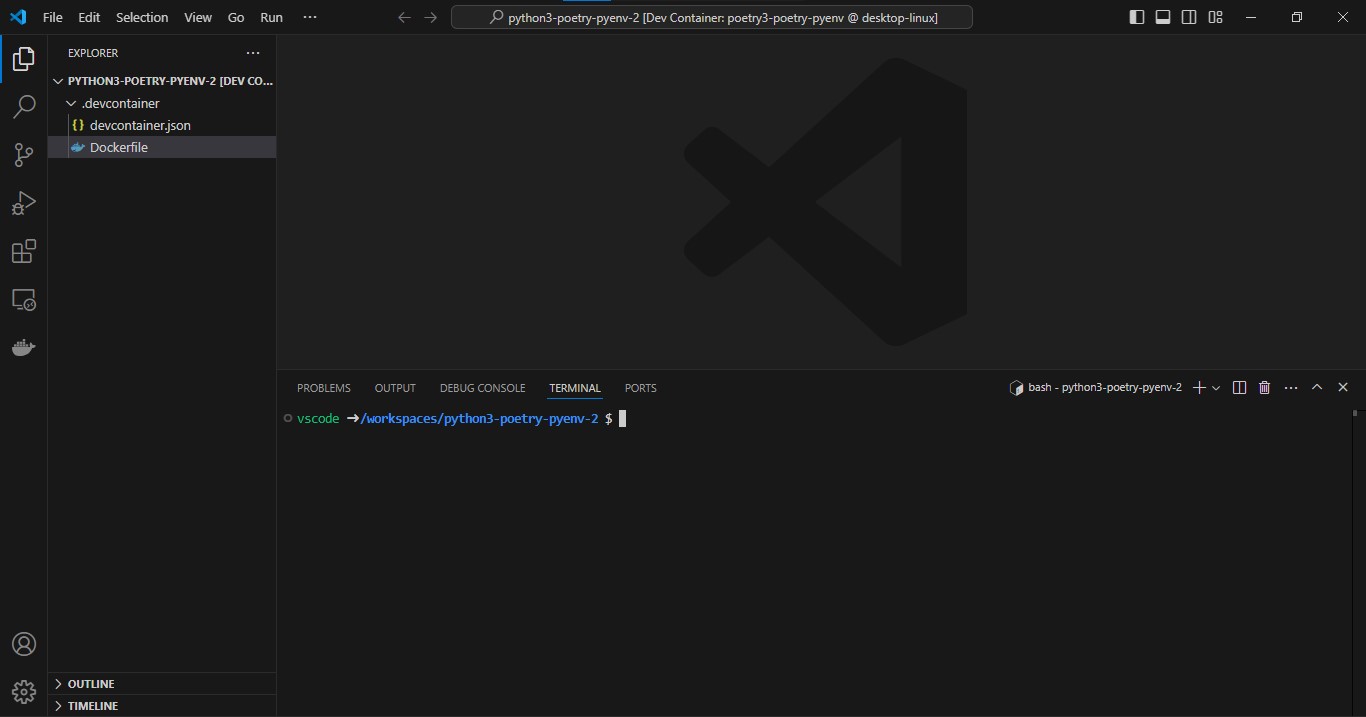 File Edit Selection View Go Run ···
python3-poetry-pyenv-2 [Dev Container: poetry3-poetry-pyenv @ desktop-linux]
EXPLORER
PYTHON3-POETRY-PYENV-2 [DEV CO...
.devcontainer
{} devcontainer.json
Dockerfile
PROBLEMS OUTPUT DEBUG CONSOLE TERMINAL PORTS
bash - python3-poetry-pyenv-2
vscode ➜/workspaces/python3-poetry-pyenv-2 $
OUTLINE
TIMELINE